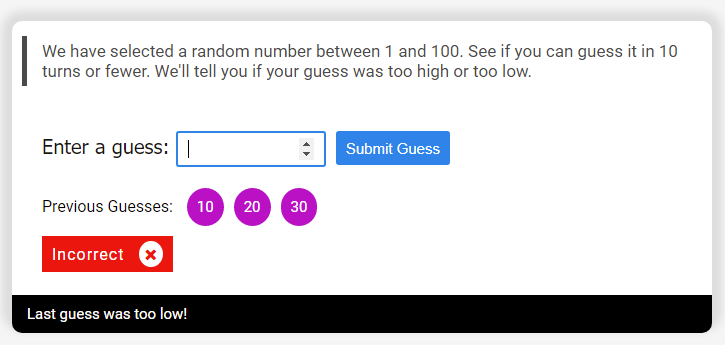 We have selected a random number between 1 and 100. See if you can guess it in 10
turns or fewer. We'll tell you if your guess was too high or too low.
Enter a guess: Submit Guess
Previous Guesses: 10 20 30
Incorrect
Last guess was too low!